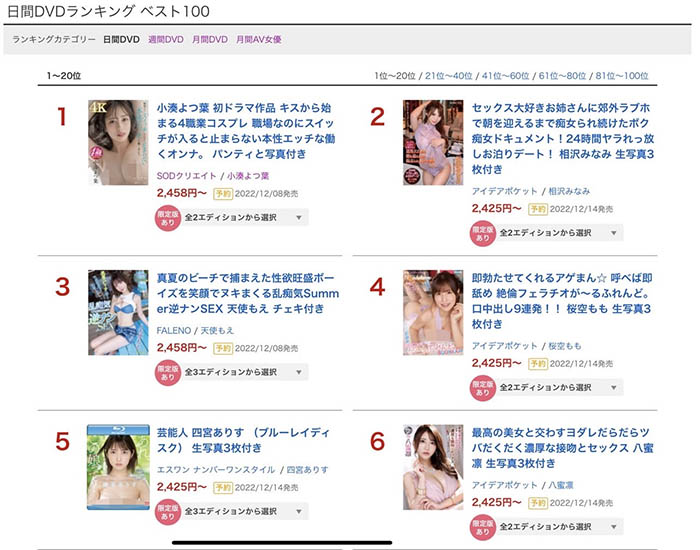 日間DVDランキング ベスト100
ランキングカテゴリー 日間DVD 週間DVD 月間DVD 月間AV女優
1〜20位
1位〜20位 / 21位〜40位 / 41位〜60位 / 61位〜80位 / 81位〜100位
1
4K
小湊よつ葉 初ドラマ作品 キスから始
まる4職業コスプレ 職場なのにスイッ
チが入ると止まらない本性エッチな働
くオンナ。 パンティと写真付き
SODクリエイト / 小湊よつ葉
2,458円〜 予約 2022/12/08発売
限定版
あり
全2エディションから選択
2
セックス大好きお姉さんに郊外ラブホ
で朝を迎えるまで痴女られ続けたボク
痴女ドキュメント！24時間ヤラれっ放
しお泊りデート！ 相沢みなみ 生写真3
枚付き
アイデアポケット / 相沢みなみ
2,425円〜 予約 2022/12/14発売
限定版
あり
全2エディションから選択
3
真夏のビーチで捕まえた性欲旺盛ボー
イズを笑顔でヌキまくる乱痴気Summ
er逆ナンSEX 天使もえ チェキ付き
FALENO / 天使もえ
2,458円〜 予約 2022/12/08発売
限定版
あり
全3エディションから選択
4
即勃たせてくれるアゲまん☆ 呼べば即
舐め 絶倫フェラチオが〜るふれんど。
口中出し9連発！！ 桜空もも 生写真3
枚付き
アイデアポケット / 桜空もも
2,425円〜 予約 2022/12/14発売
限定版
あり
全2エディションから選択
5
芸能人 四宮ありす （ブルーレイディ
スク） 生写真3枚付き
エスワン ナンバーワンスタイル / 四宮ありす
2,425円〜 予約 2022/12/14発売
限定版
あり
全3エディションから選択
6
最高の美女と交わすヨダレだらだらツ
バだくだく濃厚な接吻とセックス 八蜜
凛 生写真3枚付き
アイデアポケット / 八蜜凛
2,425円〜 予約 2022/12/14発売
限定版
あり
全2エディションから選択